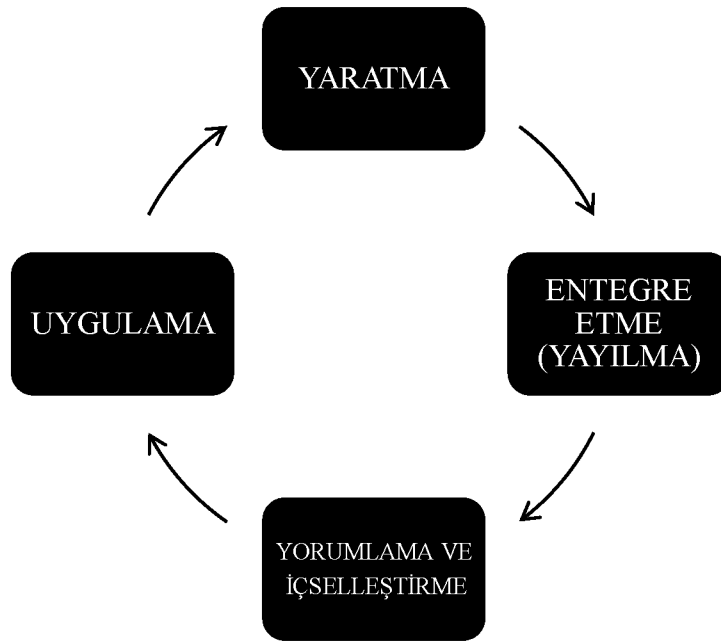 YARATMA
ENTEGRE
ETME
(YAYILMA)
YORUMLAMA VE
İÇSELLEŞTİRME
UYGULAMA